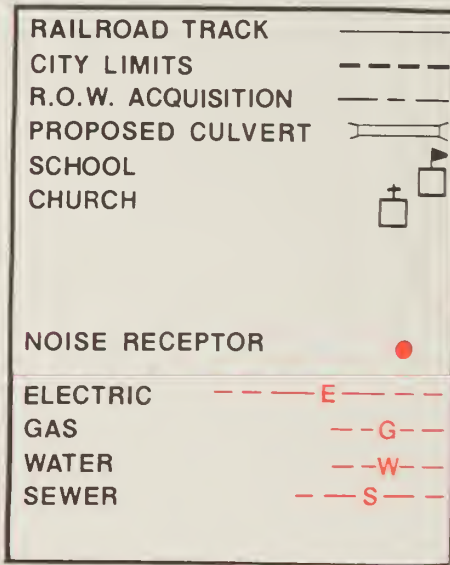 RAILROAD TRACK
CITY LIMITS
R.O.W. ACQUISITION
PROPOSED CULVERT
SCHOOL
CHURCH
NOISE RECEPTOR
ELECTRIC E
GAS G
WATER W
SEWER S